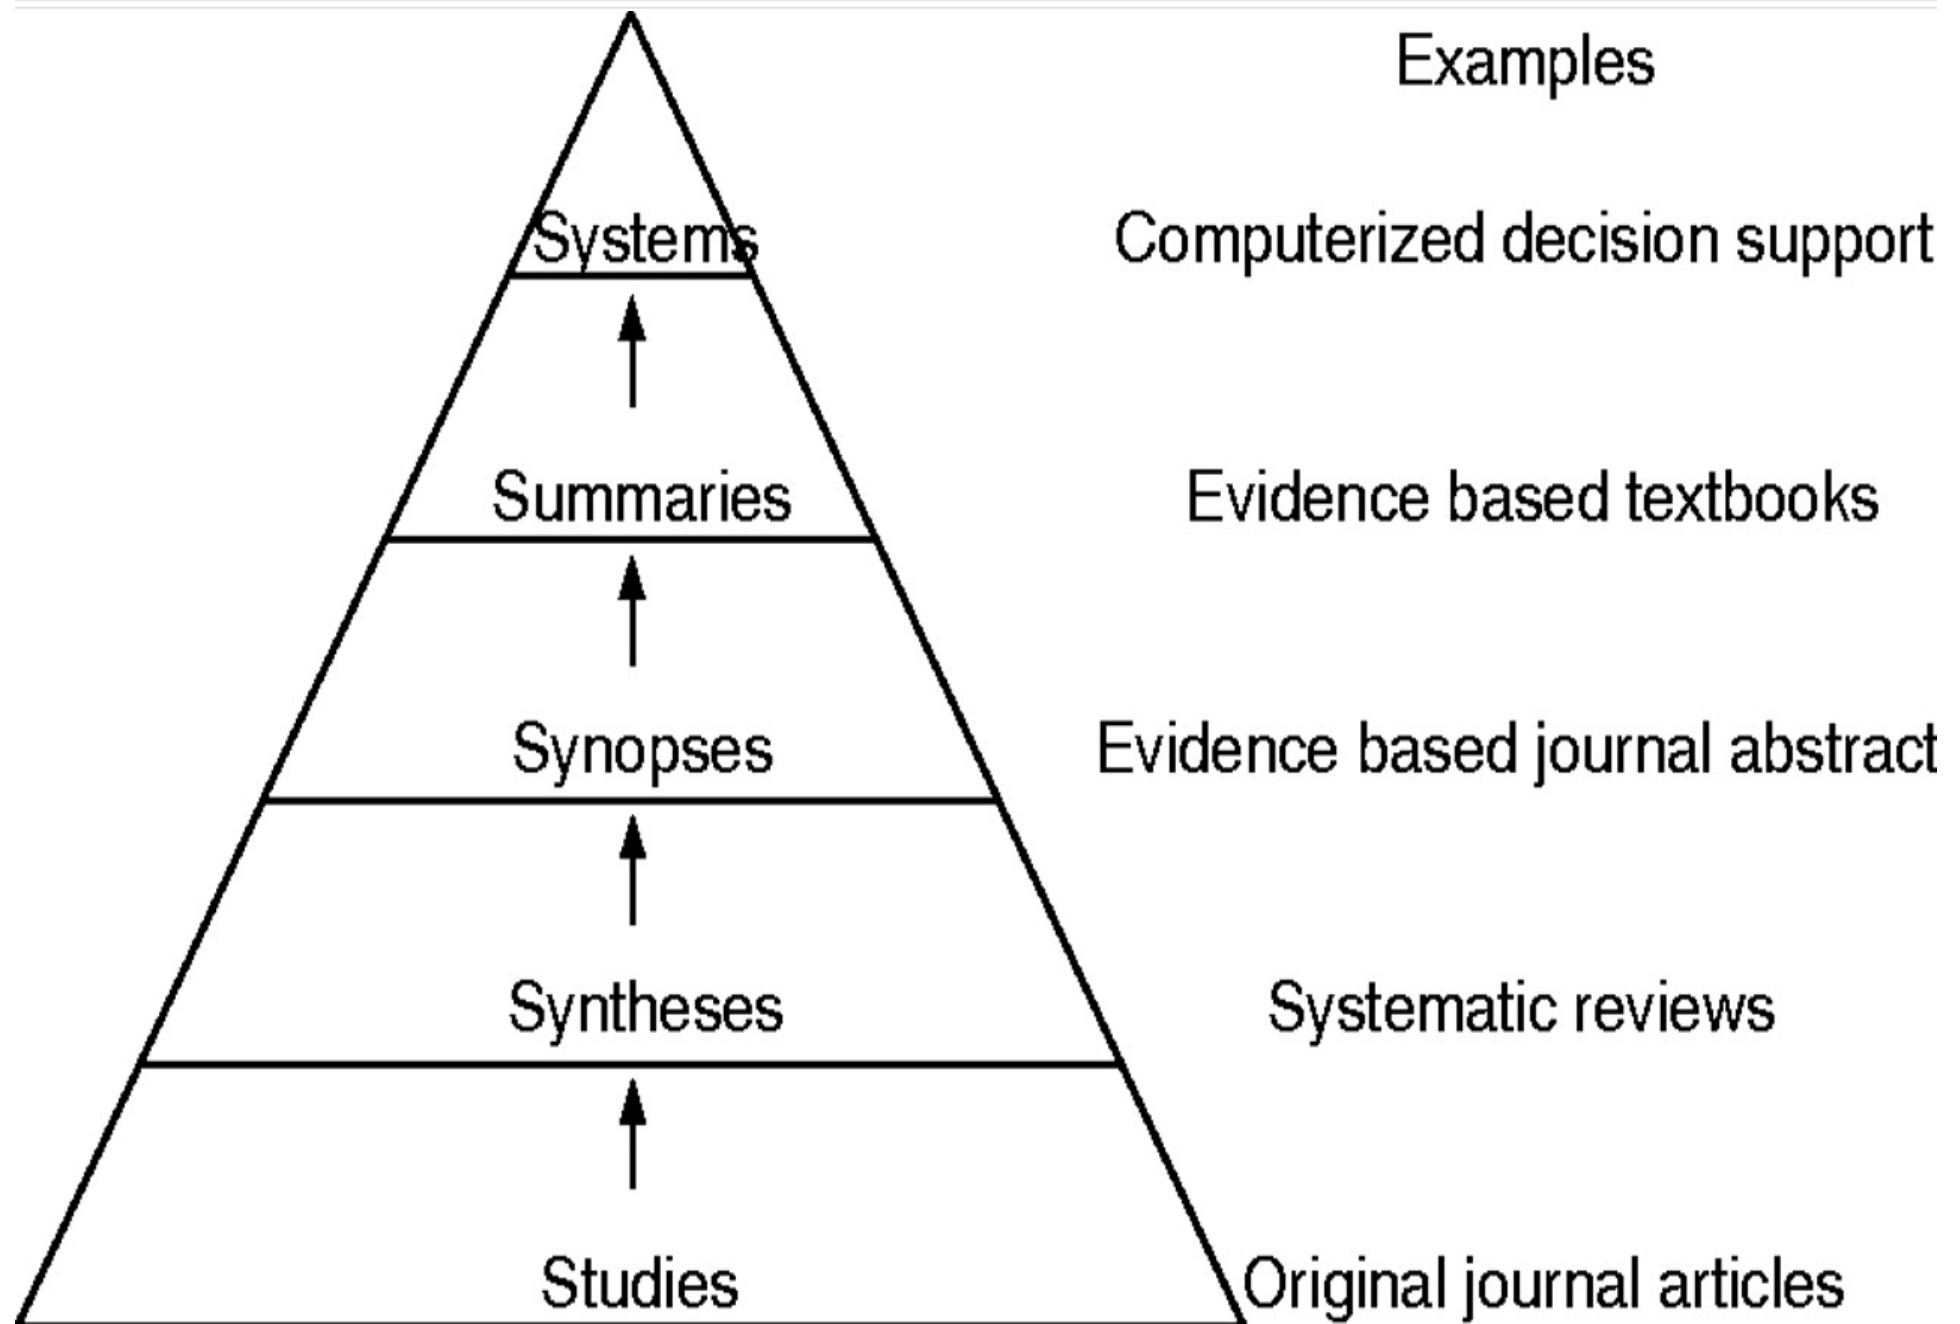 Examples
Systems Computerized decision support
Summaries Evidence based textbooks
Synopses Evidence based journal abstract
Syntheses Systematic reviews
Studies Original journal articles